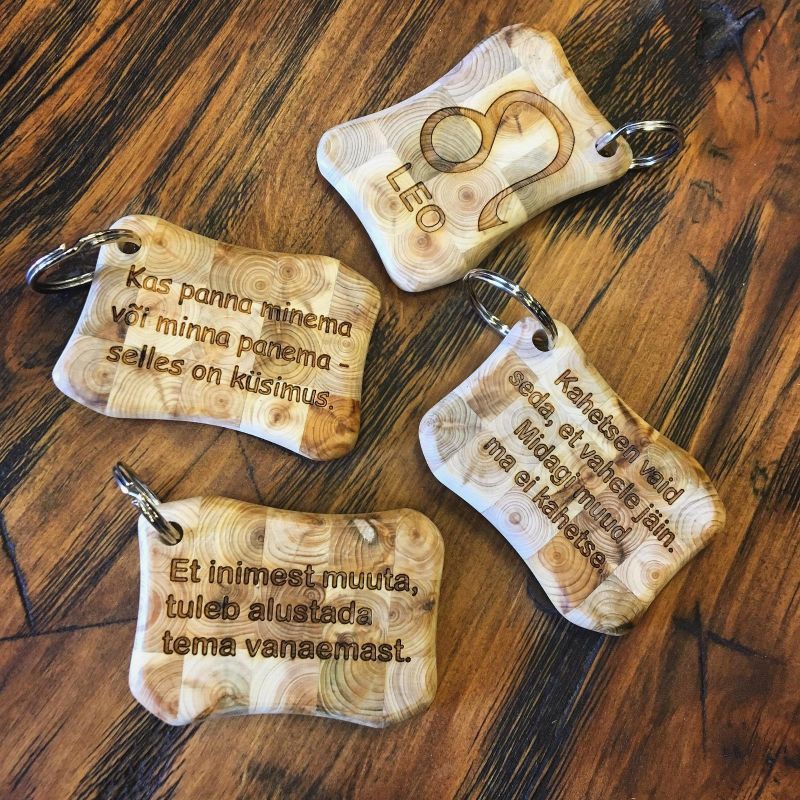 LEO
Kas panna minema
või minna panema -
selles on küsimus.
Kahetsen vaid
seda, et vahele jäin.
Midagi muud
ma ei kahetse.
Et inimest muuta,
tuleb alustada
tema vanaemast.